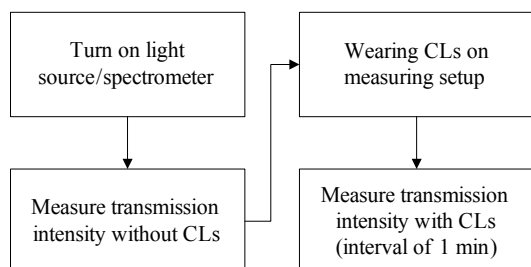 Turn on light
source/spectrometer
Measure transmission
intensity without CLs
Wearing CLs on
measuring setup
Measure transmission
intensity with CLs
(interval of 1 min)